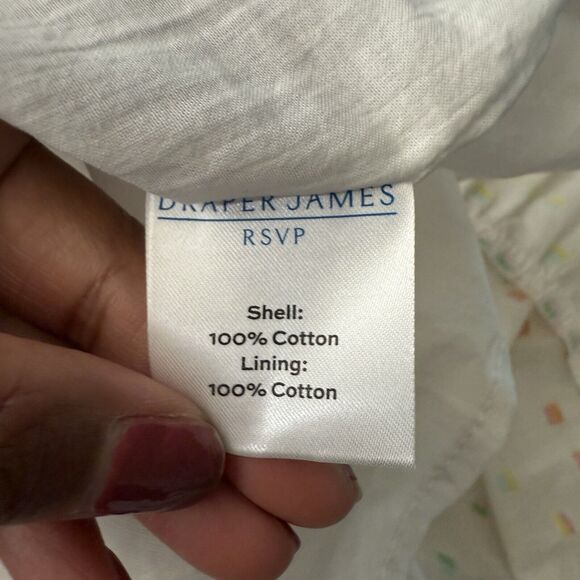 DRAPER JAMES
RSVP
Shell:
100% Cotton
Lining:
100% Cotton